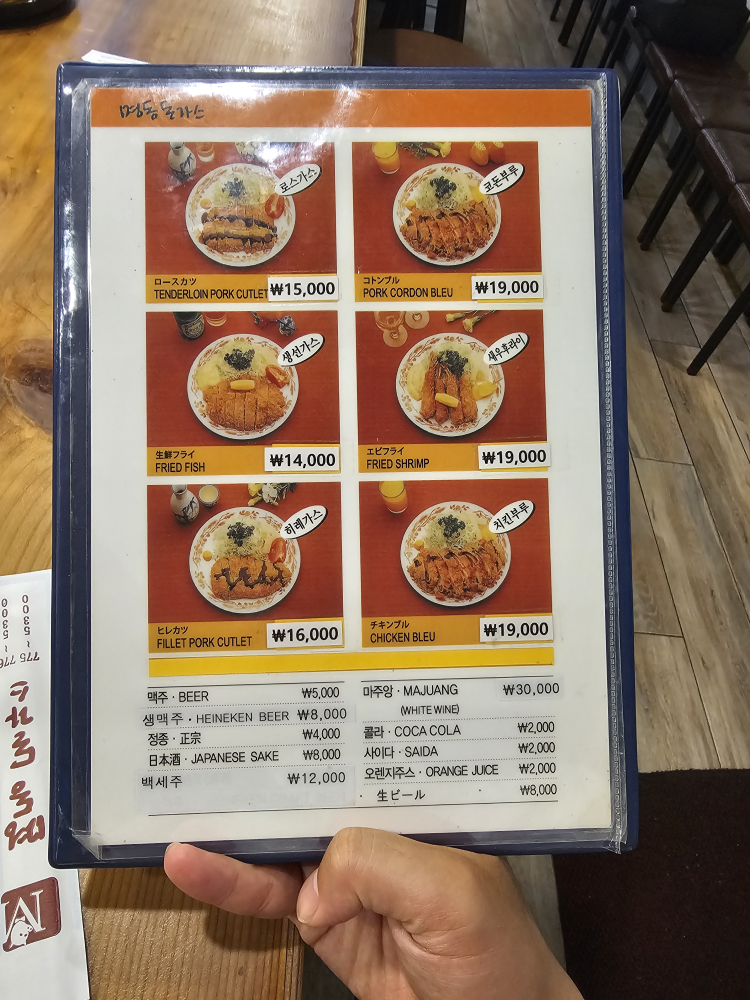 명동돈가스
로스가스
ロースカツ
TENDERLOIN PORK CUTLET
₩15,000
코돈부루
コトンブル
PORK CORDON BLEU
₩19,000
생선가스
生鮮フライ
FRIED FISH
₩14,000
새우후라이
エビフライ
FRIED SHRIMP
₩19,000
히레가스
ヒレカツ
FILLET PORK CUTLET
₩16,000
치킨부루
チキンブル
CHICKEN BLEU
₩19,000
맥주·BEER ₩5,000
생맥주·HEINEKEN BEER ₩8,000
정종·正宗 ₩4,000
日本酒·JAPANESE SAKE ₩8,000
백세주 ₩12,000
마주앙·MAJUANG ₩30,000
(WHITE WINE)
콜라·COCA COLA ₩2,000
사이다·SAIDA ₩2,000
오렌지주스·ORANGE JUICE ₩2,000
· 生ビール ₩8,000
명동돈가스
M